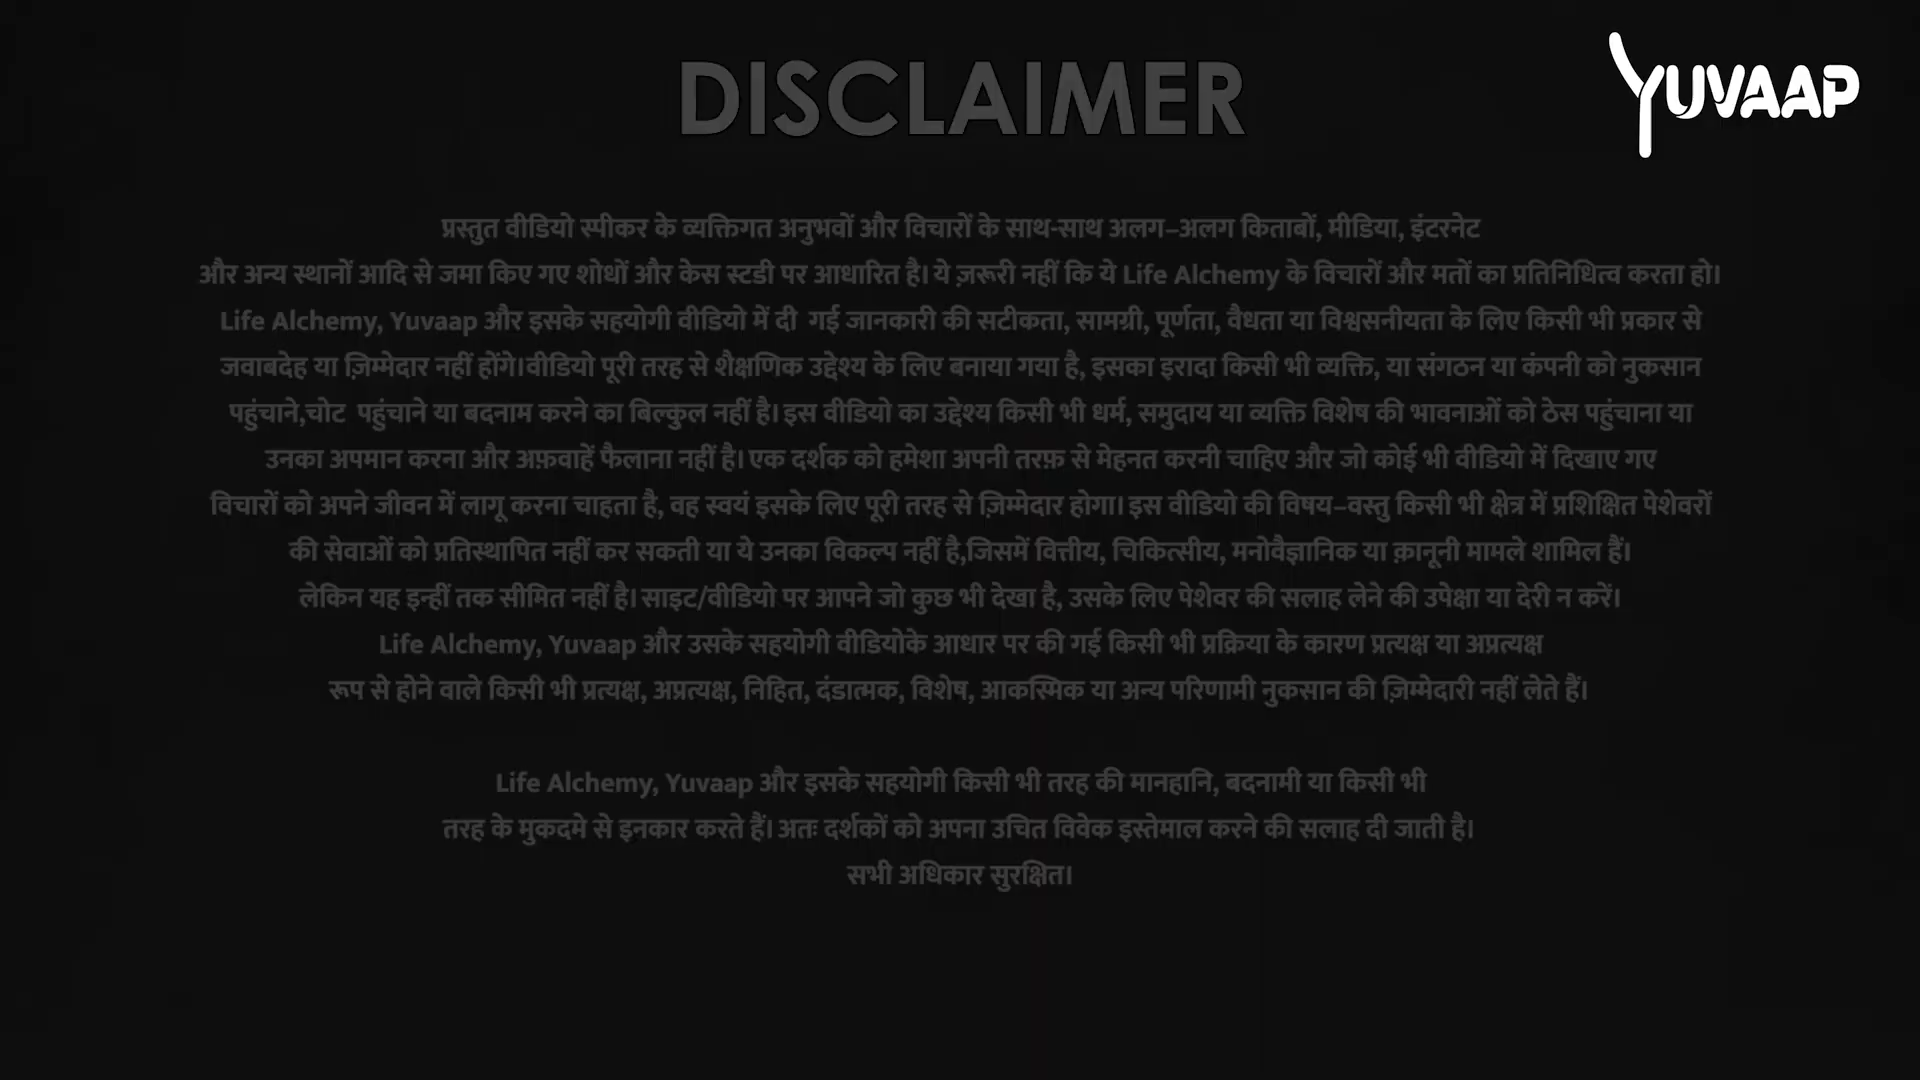 DISCLAIMER
YUVAAP
प्रस्तुत वीडियो स्पीकर के व्यक्तिगत अनुभवों और विचारों के साथ-साथ अलग–अलग किताबों, मीडिया, इंटरनेट
और अन्य स्थानों आदि से जमा किए गए शोधों और केस स्टडी पर आधारित है। ये ज़रूरी नहीं कि ये Life Alchemy के विचारों और मतों का प्रतिनिधित्व करता हो।
Life Alchemy, Yuvaap और इसके सहयोगी वीडियो में दी गई जानकारी की सटीकता, सामग्री, पूर्णता, वैधता या विश्वसनीयता के लिए किसी भी प्रकार से
जवाबदेह या ज़िम्मेदार नहीं होंगे।वीडियो पूरी तरह से शैक्षणिक उद्देश्य के लिए बनाया गया है, इसका इरादा किसी भी व्यक्ति, या संगठन या कंपनी को नुकसान
पहुंचाने,चोट पहुंचाने या बदनाम करने का बिल्कुल नहीं है। इस वीडियो का उद्देश्य किसी भी धर्म, समुदाय या व्यक्ति विशेष की भावनाओं को ठेस पहुंचाना या
उनका अपमान करना और अफ़वाहें फैलाना नहीं है। एक दर्शक को हमेशा अपनी तरफ़ से मेहनत करनी चाहिए और जो कोई भी वीडियो में दिखाए गए
विचारों को अपने जीवन में लागू करना चाहता है, वह स्वयं इसके लिए पूरी तरह से ज़िम्मेदार होगा। इस वीडियो की विषय–वस्तु किसी भी क्षेत्र में प्रशिक्षित पेशेवरों
की सेवाओं को प्रतिस्थापित नहीं कर सकती या ये उनका विकल्प नहीं है,जिसमें वित्तीय, चिकित्सीय, मनोवैज्ञानिक या क़ानूनी मामले शामिल हैं।
लेकिन यह इन्हीं तक सीमित नहीं है। साइट/वीडियो पर आपने जो कुछ भी देखा है, उसके लिए पेशेवर की सलाह लेने की उपेक्षा या देरी न करें।
Life Alchemy, Yuvaap और उसके सहयोगी वीडियोके आधार पर की गई किसी भी प्रक्रिया के कारण प्रत्यक्ष या अप्रत्यक्ष
रूप से होने वाले किसी भी प्रत्यक्ष, अप्रत्यक्ष, निहित, दंडात्मक, विशेष, आकस्मिक या अन्य परिणामी नुकसान की ज़िम्मेदारी नहीं लेते हैं।
Life Alchemy, Yuvaap और इसके सहयोगी किसी भी तरह की मानहानि, बदनामी या किसी भी
तरह के मुकदमे से इनकार करते हैं। अतः दर्शकों को अपना उचित विवेक इस्तेमाल करने की सलाह दी जाती है।
सभी अधिकार सुरक्षित।